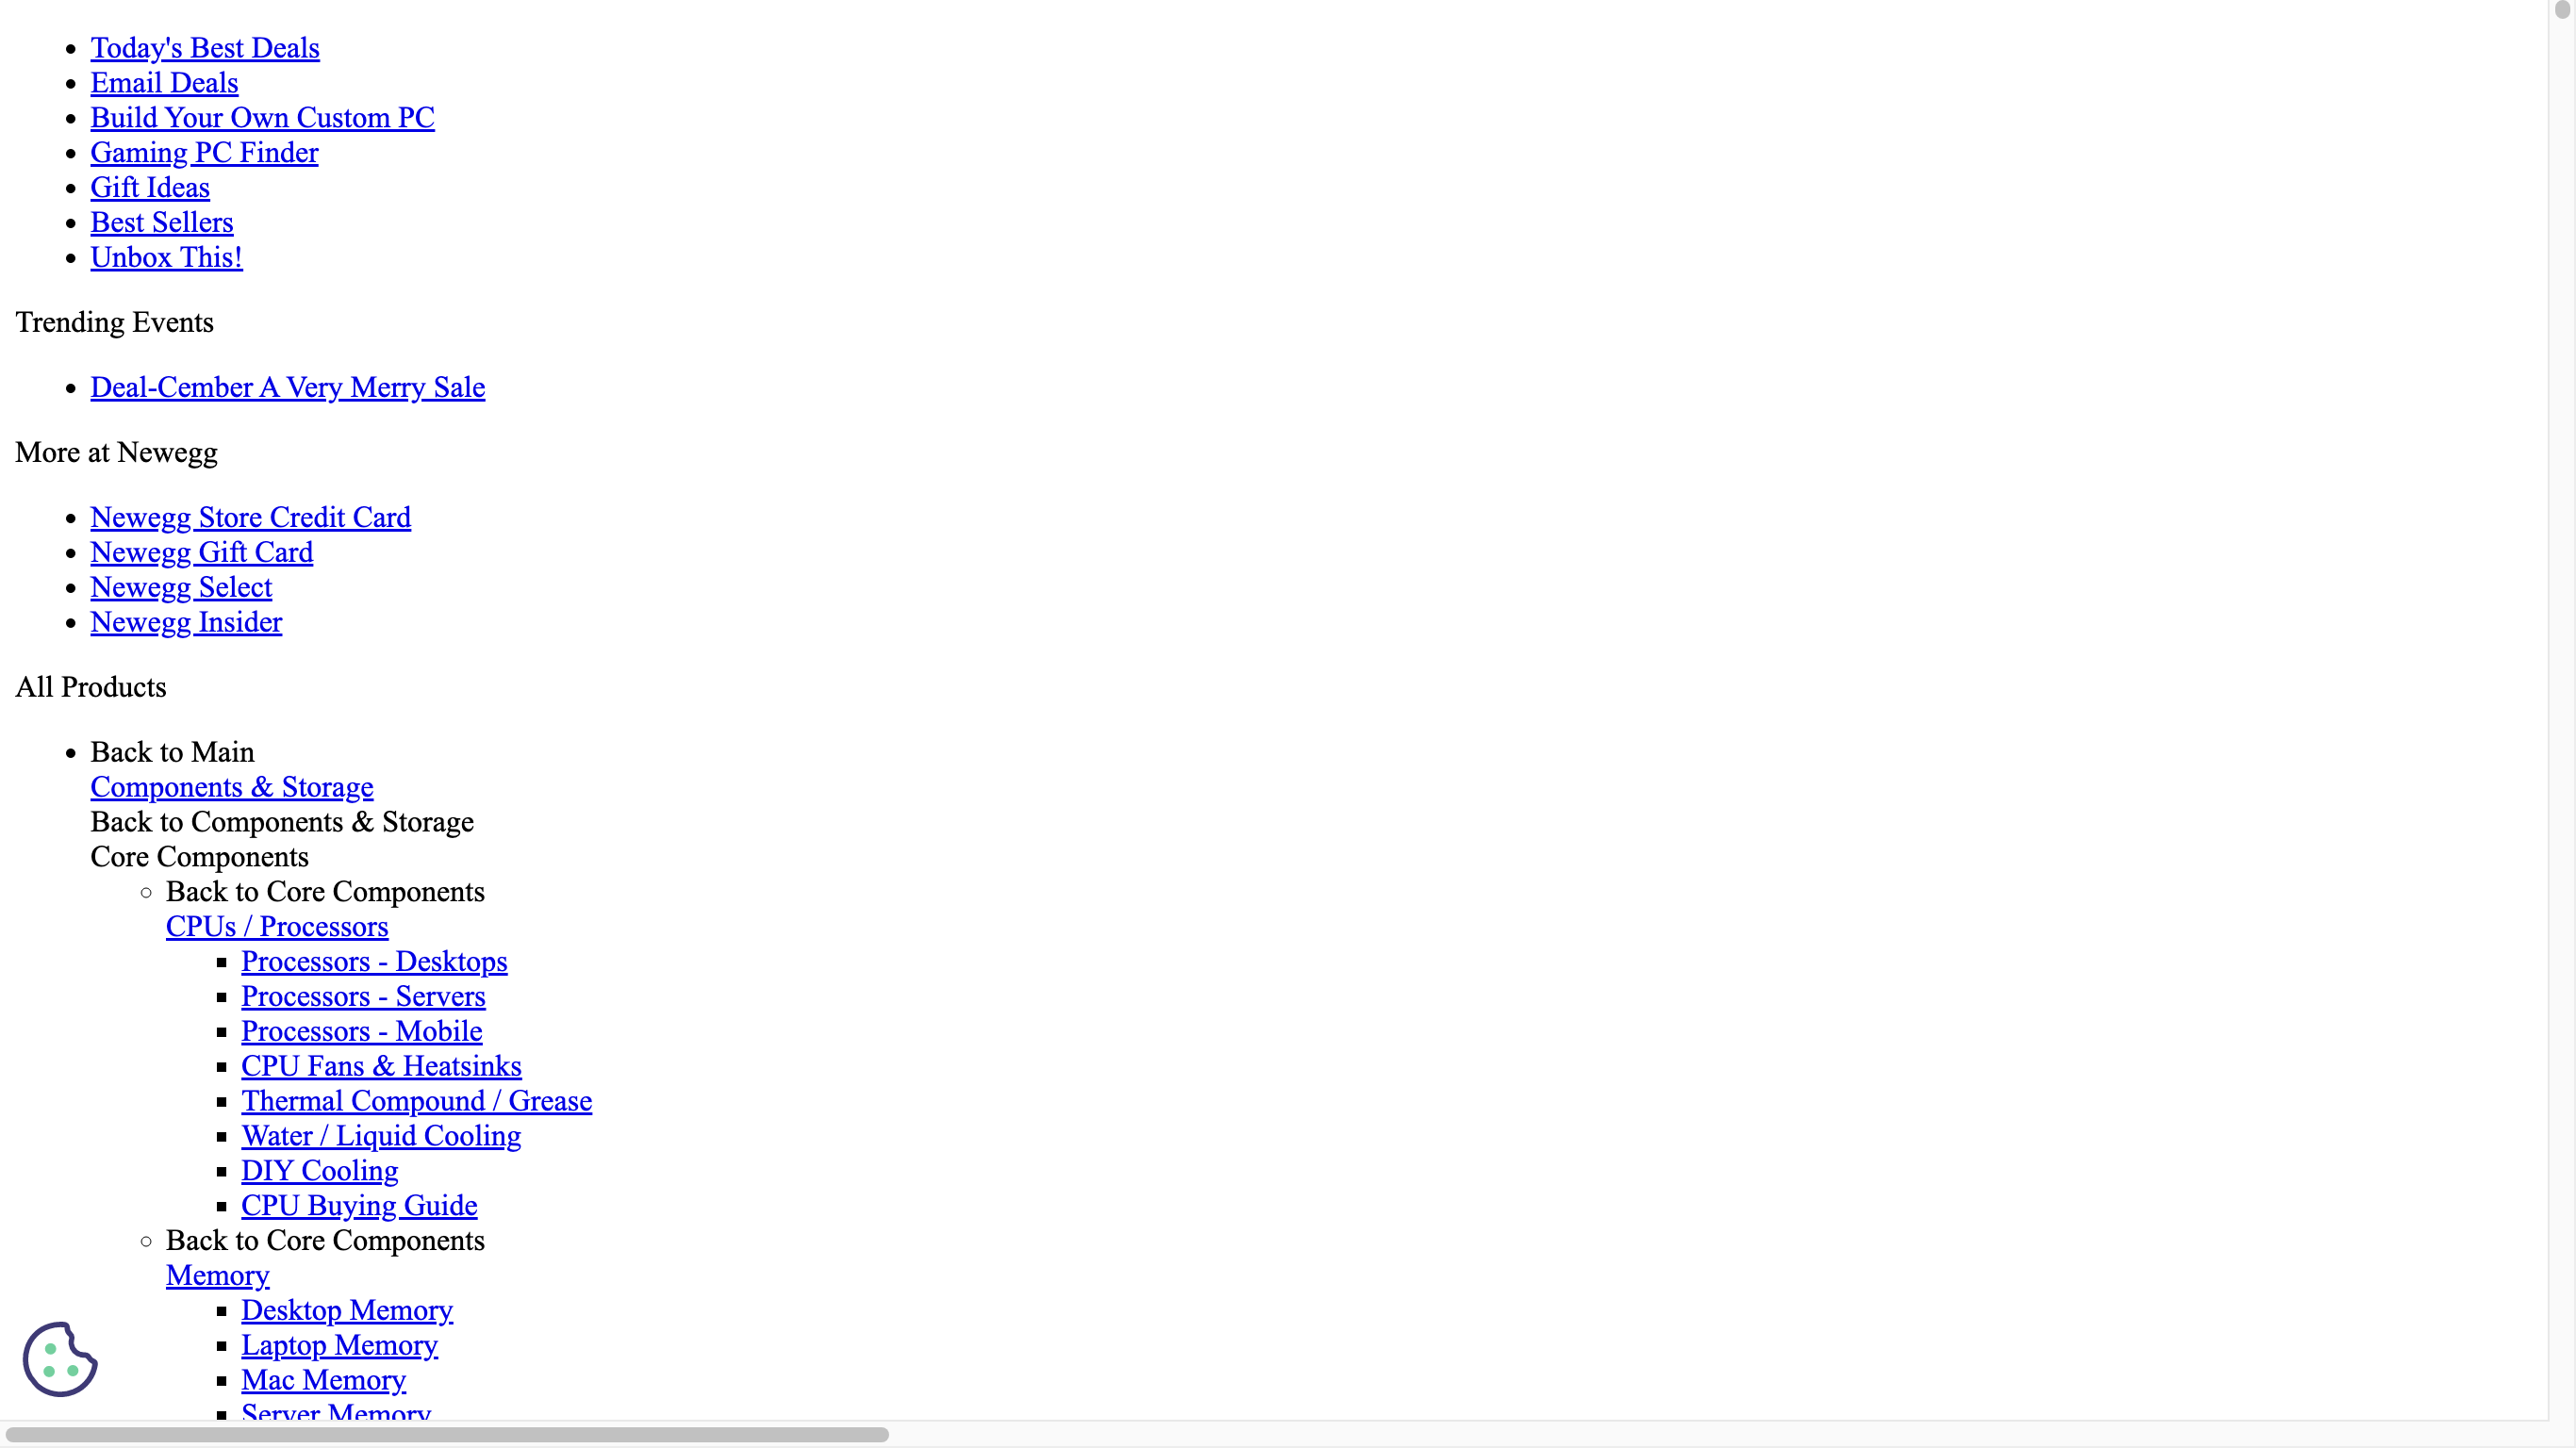 Today's Best Deals
Email Deals
Build Your Own Custom PC
Gaming PC Finder
Gift Ideas
Best Sellers
Unbox This!
Trending Events
Deal-Cember A Very Merry Sale
More at Newegg
Newegg Store Credit Card
Newegg Gift Card
Newegg Select
Newegg Insider
All Products
Back to Main
Components & Storage
Back to Components & Storage
Core Components
Back to Core Components
CPUs / Processors
Processors - Desktops
Processors - Servers
Processors - Mobile
CPU Fans & Heatsinks
Thermal Compound / Grease
Water / Liquid Cooling
DIY Cooling
CPU Buying Guide
Back to Core Components
Memory
Desktop Memory
Laptop Memory
Mac Memory
Server Memory